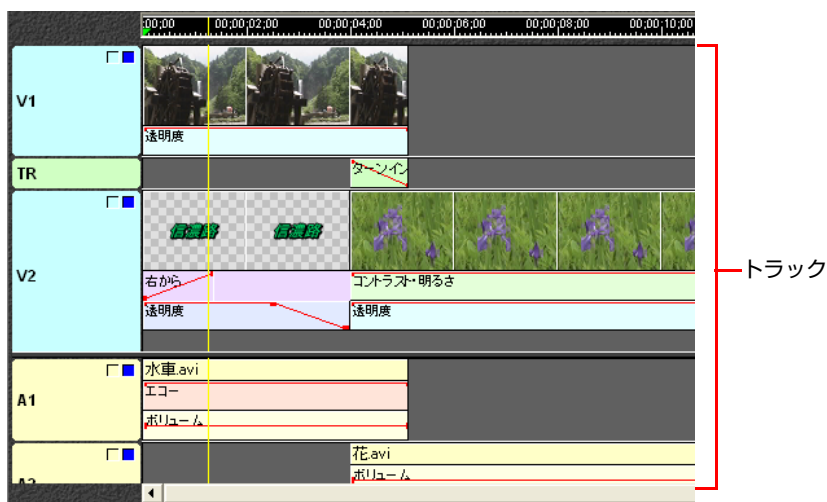 :00;00 00;00;02;00 00;00;04;00 00;00;06;00 00;00;08;00 00;00;10;00
V1
透明度
TR
ターンイン
V2
信濃路 信濃路
右から
コントラスト・明るさ
透明度
透明度
トラック
A1
水車.avi
エコー
ボリューム
A2
花.avi
ボリューム